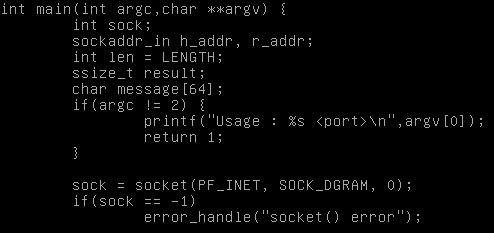 int main(int argc,char **argv) {
        int sock;
        sockaddr_in h_addr, r_addr;
        int len = LENGTH;
        ssize_t result;
        char message[64];
        if(argc != 2) {
                printf("Usage : %s <port>\n",argv[0]);
                return 1;
        }

        sock = socket(PF_INET, SOCK_DGRAM, 0);
        if(sock == -1)
                error_handle("socket() error");